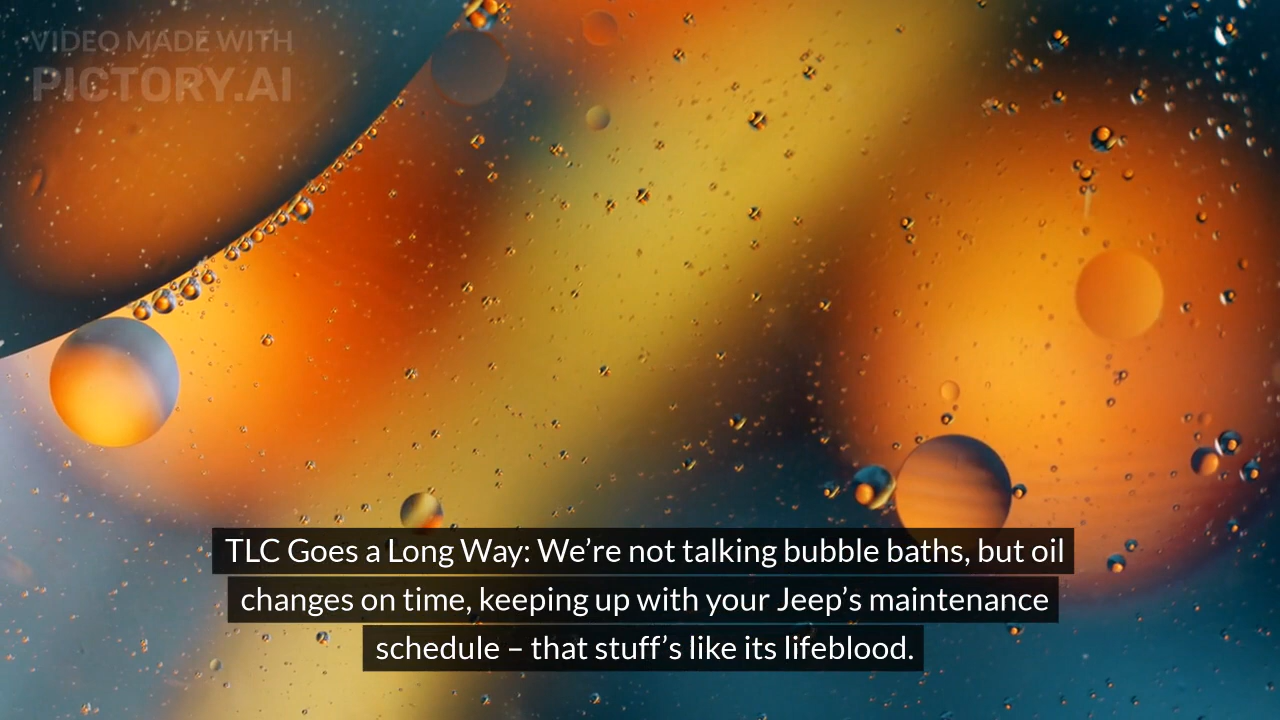 VIDEO MADE WITH
PICTORY.AI
TLC Goes a Long Way: We’re not talking bubble baths, but oil
changes on time, keeping up with your Jeep’s maintenance
schedule – that stuff’s like its lifeblood.